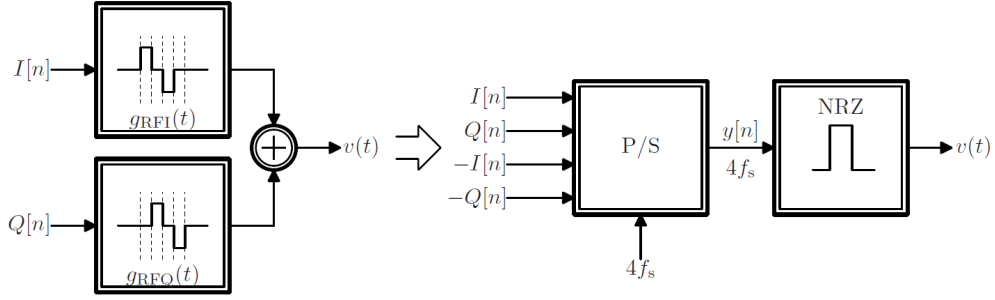 I[n]
g_RFI(t)
v(t)
Q[n]
g_RFQ(t)
I[n]
Q[n]
−I[n]
−Q[n]
P/S
4f_s
y[n]
4f_s
NRZ
v(t)